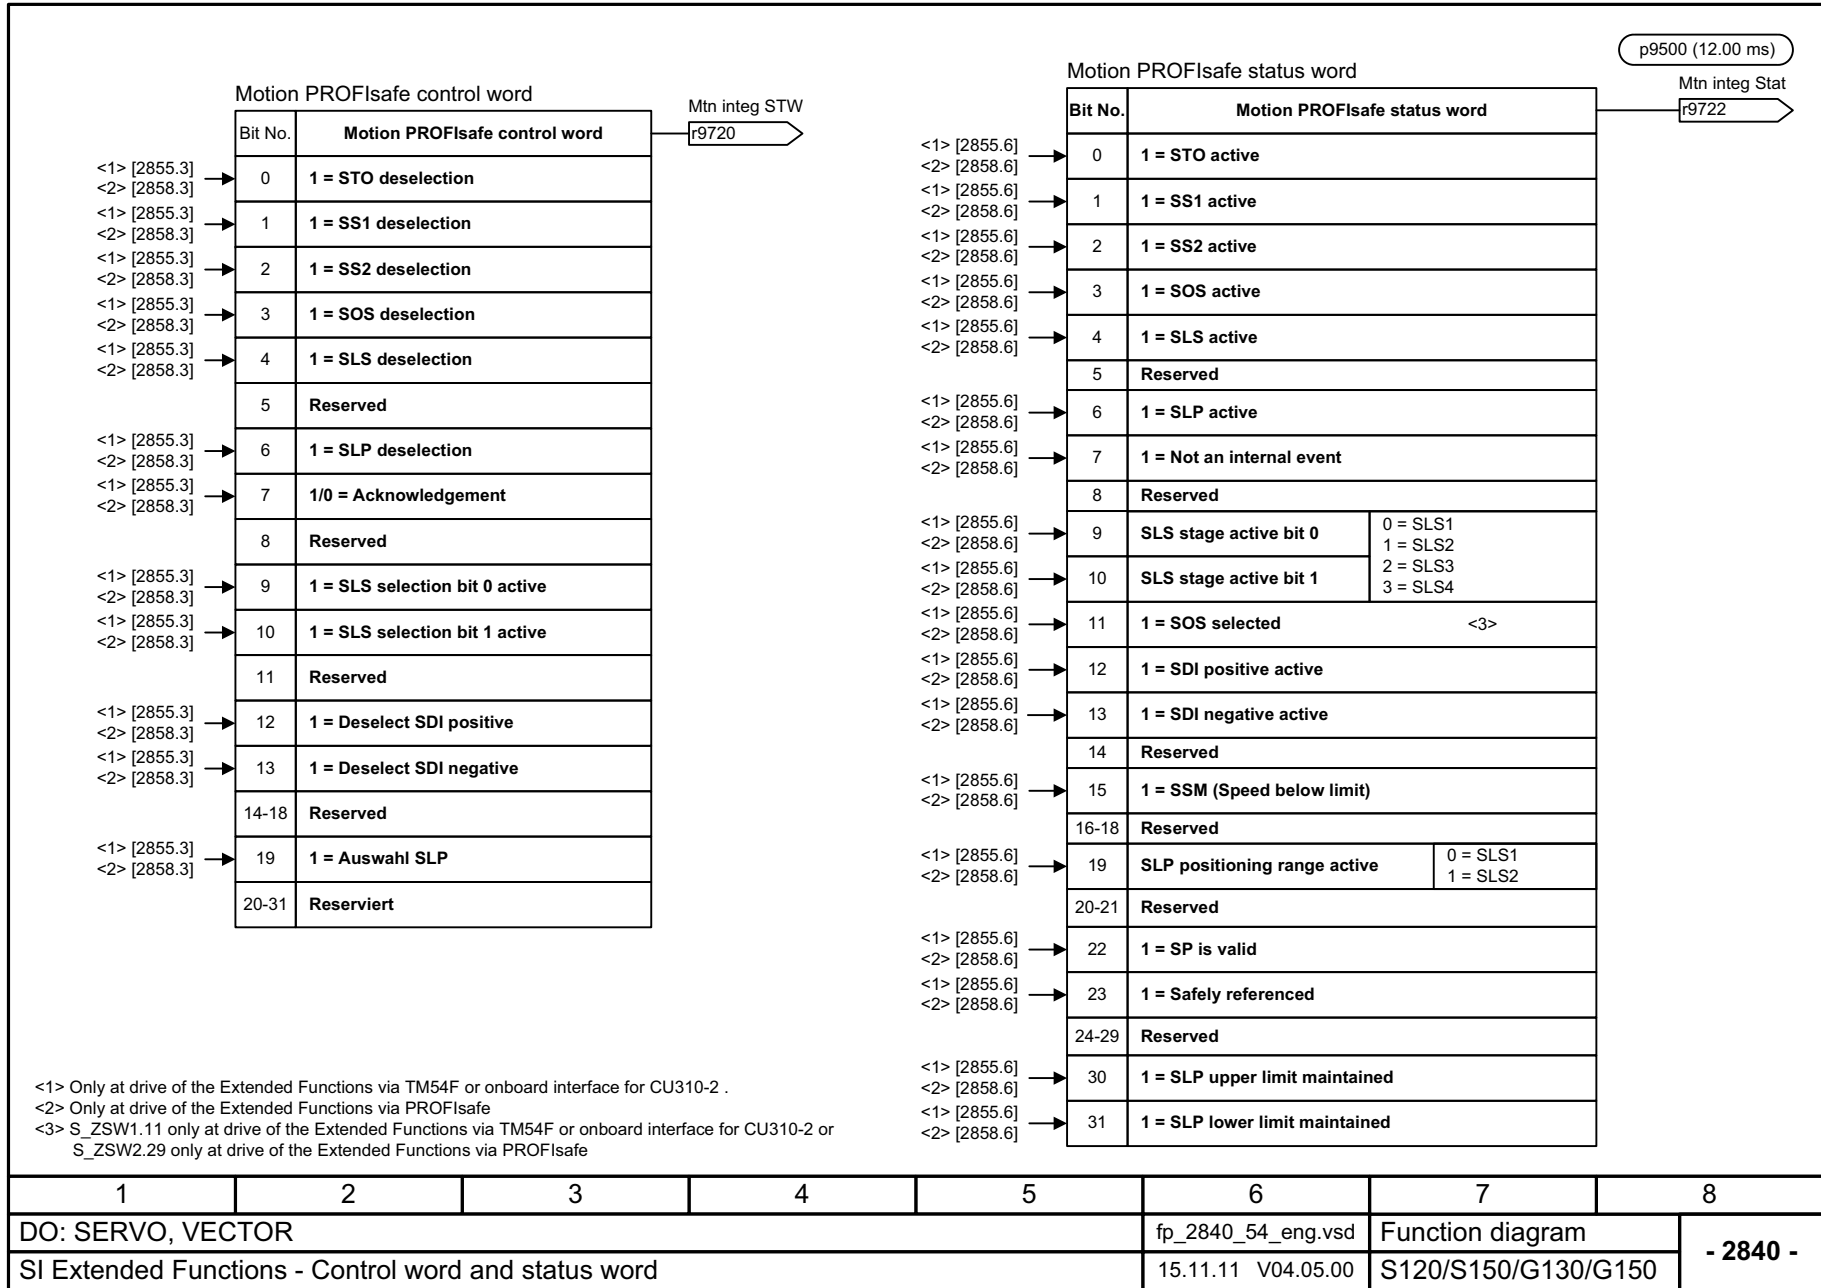 p9500 (12.00 ms)
Motion PROFIsafe control word
Mtn integ STW
Bit No. Motion PROFIsafe control word r9720
<1> [2855.3]
<2> [2858.3]
0 1 = STO deselection
<1> [2855.3]
<2> [2858.3]
1 1 = SS1 deselection
<1> [2855.3]
<2> [2858.3]
2 1 = SS2 deselection
<1> [2855.3]
<2> [2858.3]
3 1 = SOS deselection
<1> [2855.3]
<2> [2858.3]
4 1 = SLS deselection
5 Reserved
<1> [2855.3]
<2> [2858.3]
6 1 = SLP deselection
<1> [2855.3]
<2> [2858.3]
7 1/0 = Acknowledgement
8 Reserved
<1> [2855.3]
<2> [2858.3]
9 1 = SLS selection bit 0 active
<1> [2855.3]
<2> [2858.3]
10 1 = SLS selection bit 1 active
11 Reserved
<1> [2855.3]
<2> [2858.3]
12 1 = Deselect SDI positive
<1> [2855.3]
<2> [2858.3]
13 1 = Deselect SDI negative
14-18 Reserved
<1> [2855.3]
<2> [2858.3]
19 1 = Auswahl SLP
20-31 Reserviert
Motion PROFIsafe status word
Mtn integ Stat
Bit No. Motion PROFIsafe status word r9722
<1> [2855.6]
<2> [2858.6]
0 1 = STO active
<1> [2855.6]
<2> [2858.6]
1 1 = SS1 active
<1> [2855.6]
<2> [2858.6]
2 1 = SS2 active
<1> [2855.6]
<2> [2858.6]
3 1 = SOS active
<1> [2855.6]
<2> [2858.6]
4 1 = SLS active
5 Reserved
<1> [2855.6]
<2> [2858.6]
6 1 = SLP active
<1> [2855.6]
<2> [2858.6]
7 1 = Not an internal event
8 Reserved
<1> [2855.6]
<2> [2858.6]
9 SLS stage active bit 0
<1> [2855.6]
<2> [2858.6]
10 SLS stage active bit 1
0 = SLS1
1 = SLS2
2 = SLS3
3 = SLS4
<1> [2855.6]
<2> [2858.6]
11 1 = SOS selected <3>
<1> [2855.6]
<2> [2858.6]
12 1 = SDI positive active
<1> [2855.6]
<2> [2858.6]
13 1 = SDI negative active
14 Reserved
<1> [2855.6]
<2> [2858.6]
15 1 = SSM (Speed below limit)
16-18 Reserved
<1> [2855.6]
<2> [2858.6]
19 SLP positioning range active
0 = SLS1
1 = SLS2
20-21 Reserved
<1> [2855.6]
<2> [2858.6]
22 1 = SP is valid
<1> [2855.6]
<2> [2858.6]
23 1 = Safely referenced
24-29 Reserved
<1> [2855.6]
<2> [2858.6]
30 1 = SLP upper limit maintained
<1> [2855.6]
<2> [2858.6]
31 1 = SLP lower limit maintained
<1> Only at drive of the Extended Functions via TM54F or onboard interface for CU310-2 .
<2> Only at drive of the Extended Functions via PROFIsafe
<3> S_ZSW1.11 only at drive of the Extended Functions via TM54F or onboard interface for CU310-2 or
S_ZSW2.29 only at drive of the Extended Functions via PROFIsafe
1 2 3 4 5 6 7 8
DO: SERVO, VECTOR fp_2840_54_eng.vsd Function diagram
- 2840 -
SI Extended Functions - Control word and status word 15.11.11 V04.05.00 S120/S150/G130/G150